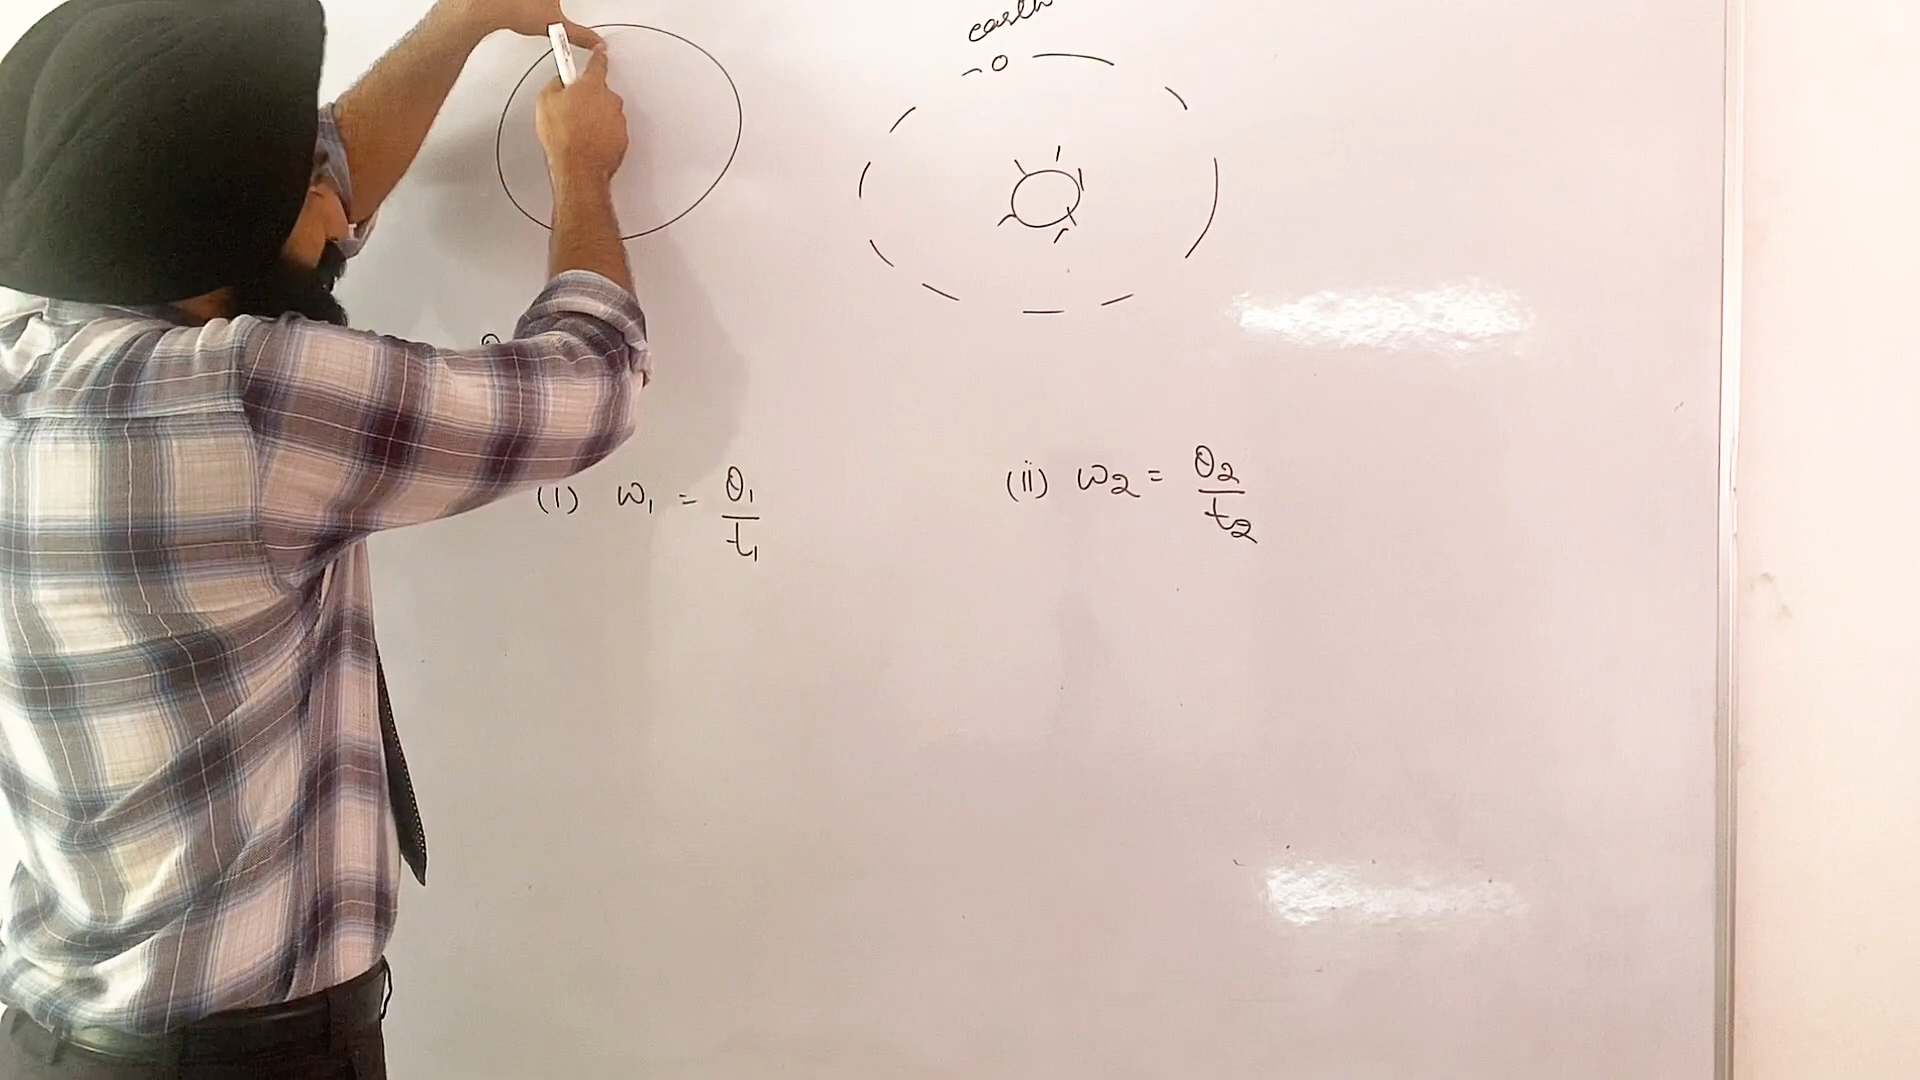 earth
(i) ω₁ = θ₁/t₁
(ii) ω₂ = θ₂/t₂